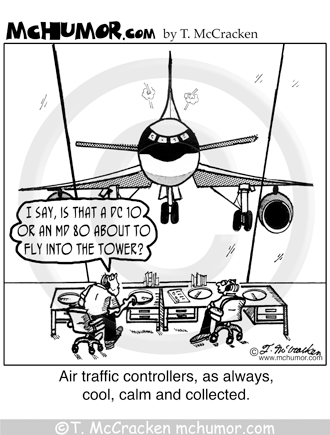 McHumor.com by T. McCracken
I SAY, IS THAT A DC 10
OR AN MD 80 ABOUT TO
FLY INTO THE TOWER?
© T. McCracken
www.mchumor.com
Air traffic controllers, as always,
cool, calm and collected.
© T. McCracken mchumor.com